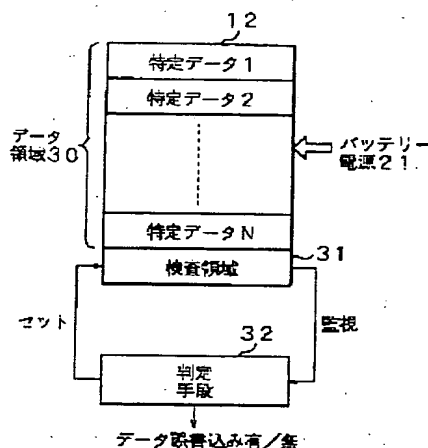 12
特定データ1
特定データ2
データ
領域30
バッテリー
電源21
特定データN
31
検査領域
セット
監視
32
判定
手段
データ誤書込み有/無